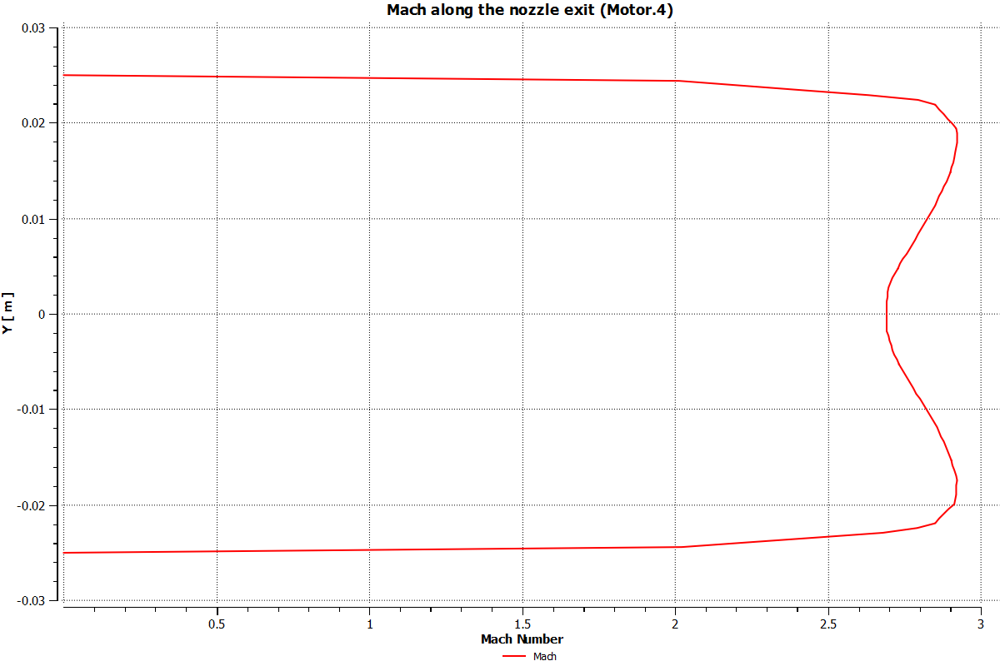 Mach along the nozzle exit (Motor.4)
0.03
0.02
0.01
0
-0.01
-0.02
-0.03
Y [ m ]
0.5 1 1.5 2 2.5 3
Mach Number
Mach